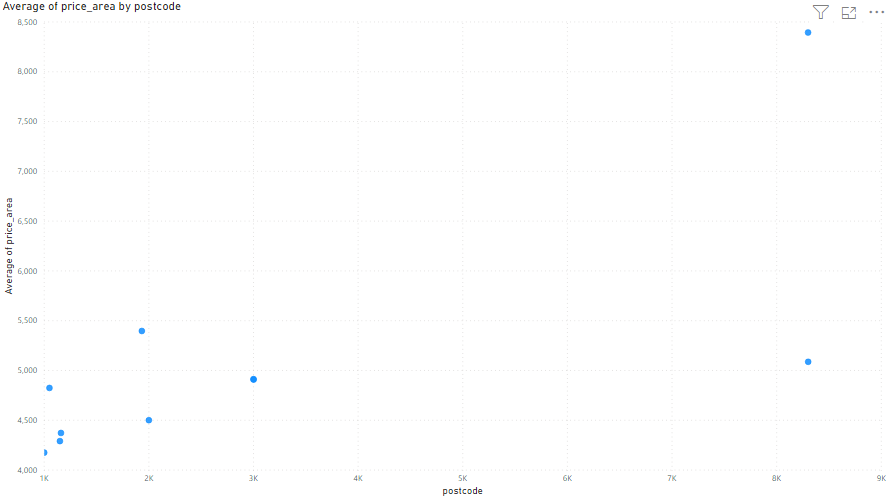 Average of price_area by postcode
8,500
8,000
7,500
7,000
6,500
6,000
5,500
5,000
4,500
4,000
Average of price_area
1K 2K 3K 4K 5K 6K 7K 8K 9K
postcode